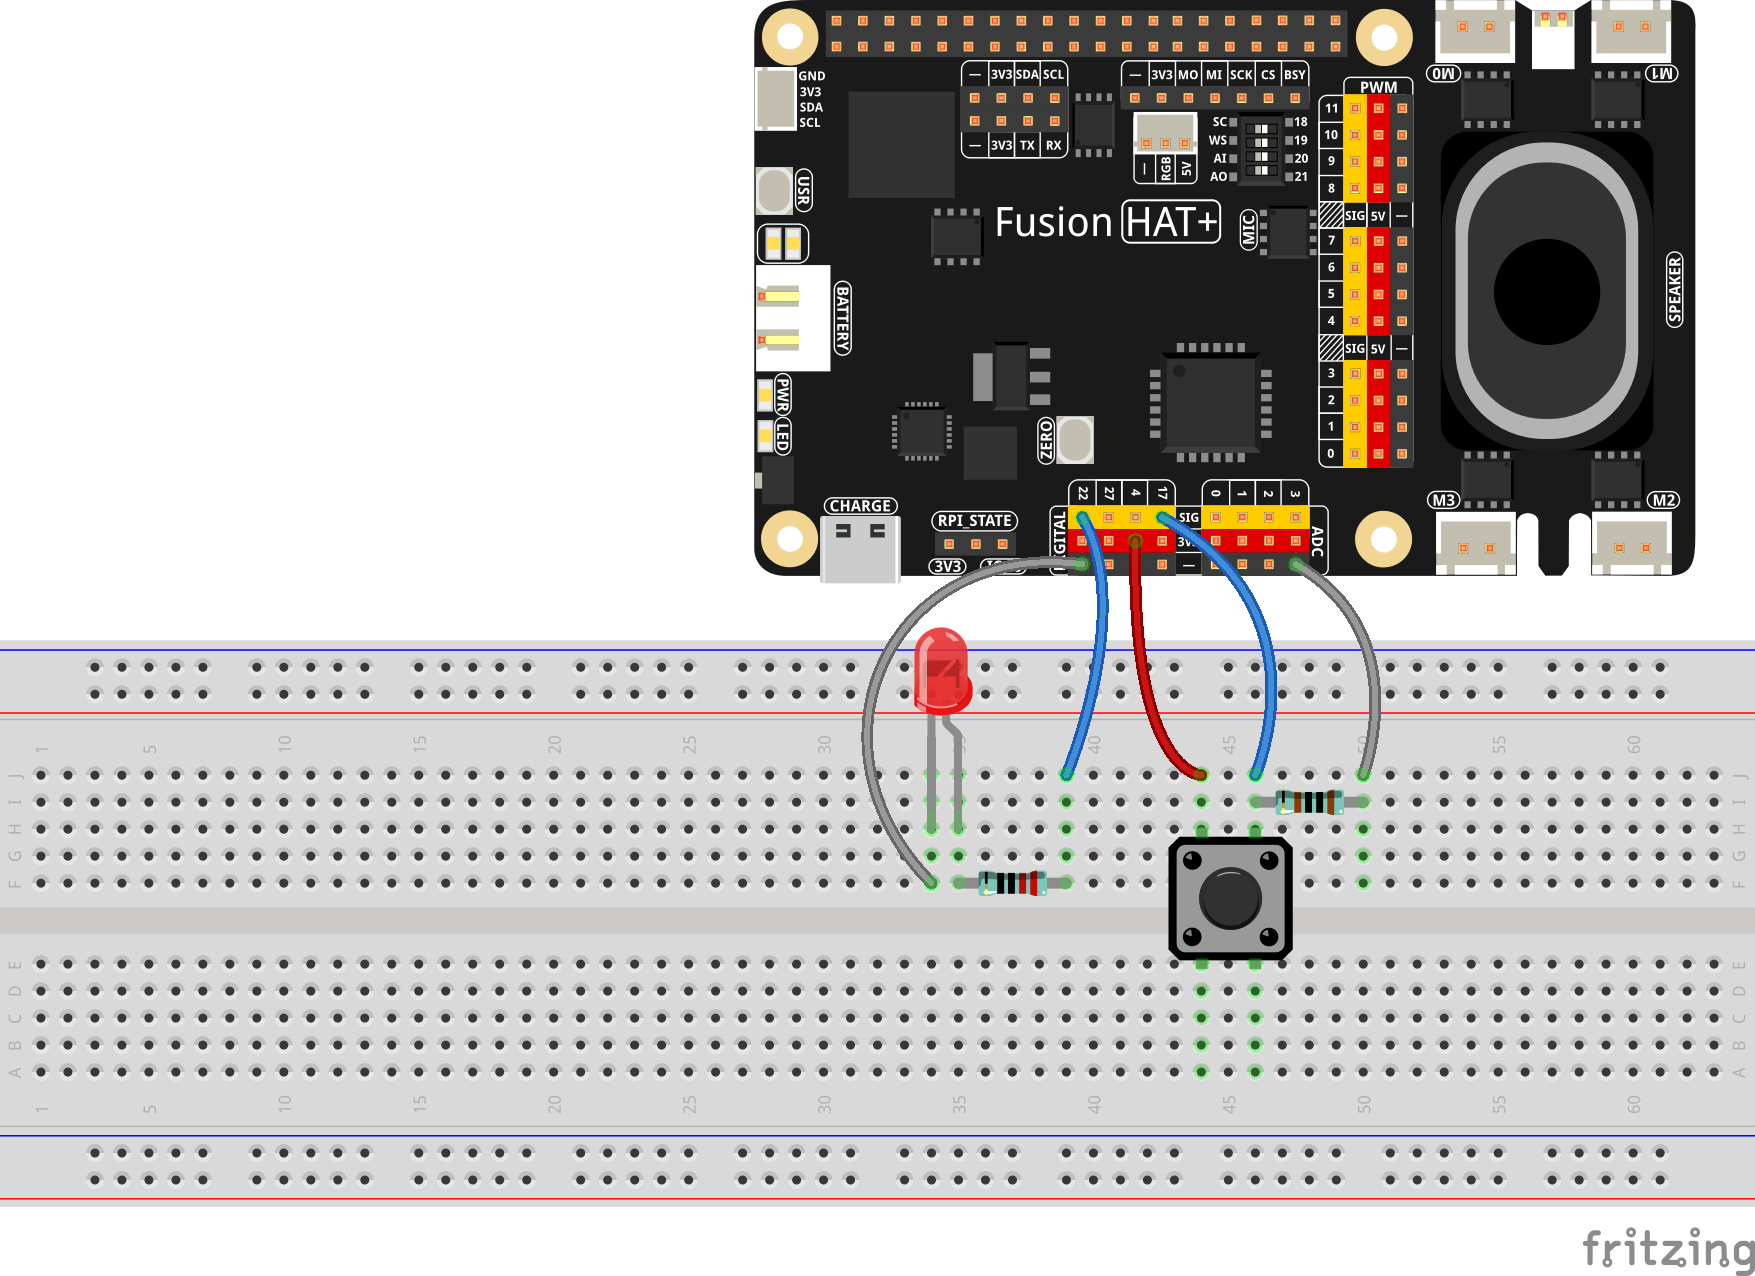 GND
3V3
SDA
SCL
— 3V3 SDA SCL
— 3V3 TX RX
— 3V3 MO MI SCK CS BSY
— RGB 5V
SC 18
WS 19
AI 20
AO 21
M0
M1
PWM
11
10
9
8
SIG 5V —
7
6
5
4
SIG 5V —
3
2
1
0
USR
Fusion HAT+
MIC
SPEAKER
BATTERY
PWR
LED
ZERO
CHARGE
RPI_STATE
3V3
22 27 4 17
0 1 2 3
SIG
—
ADC
M3
M2
1 5 10 15 20 25 30 35 40 45 50 55 60
J J
I I
H H
G G
F F
E E
D D
C C
B B
A A
1 5 10 15 20 25 30 35 40 45 50 55 60
fritzing